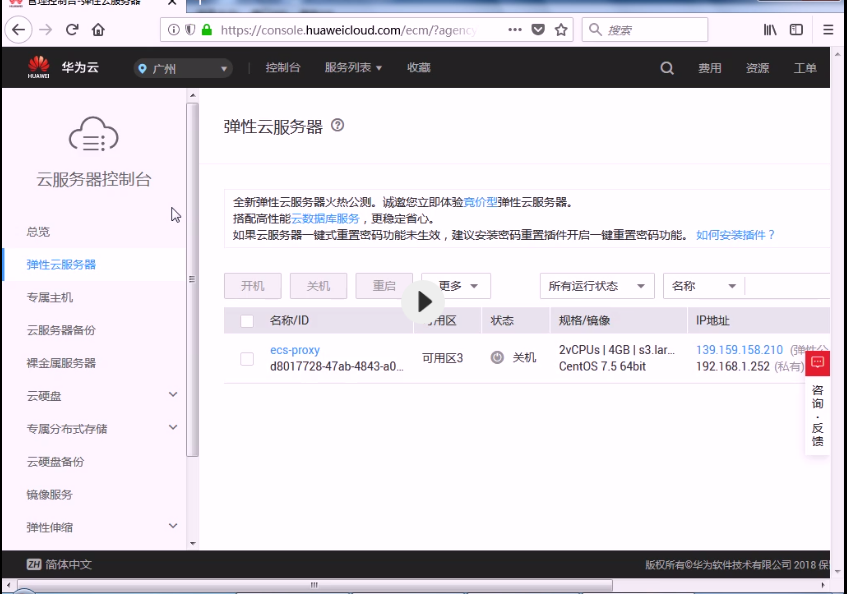 管理控制台-弹性云服务器
https://console.huaweicloud.com/ecm/?agency
搜索
HUAWEI
华为云
广州
控制台
服务列表
收藏
费用
资源
工单
云服务器控制台
总览
弹性云服务器
专属主机
云服务器备份
裸金属服务器
云硬盘
专属分布式存储
云硬盘备份
镜像服务
弹性伸缩
弹性云服务器
全新弹性云服务器火热公测。诚邀您立即体验竞价型弹性云服务器。
搭配高性能云数据库服务，更稳定省心。
如果云服务器一键式重置密码功能未生效，建议安装密码重置插件开启一键重置密码功能。 如何安装插件？
开机
关机
重启
更多
所有运行状态
名称
名称/ID
用区
状态
规格/镜像
IP地址
ecs-proxy
d8017728-47ab-4843-a0...
可用区3
关机
2vCPUs | 4GB | s3.lar...
CentOS 7.5 64bit
139.159.158.210 (弹性公
192.168.1.252 (私有)
咨询·反馈
ZH 简体中文
版权所有©华为软件技术有限公司 2018 保